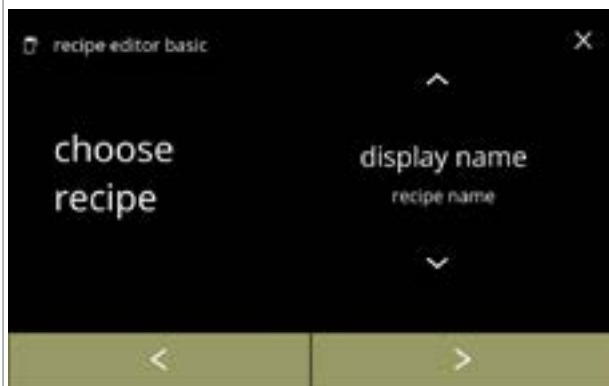 recipe editor basic
choose
recipe
display name
recipe name